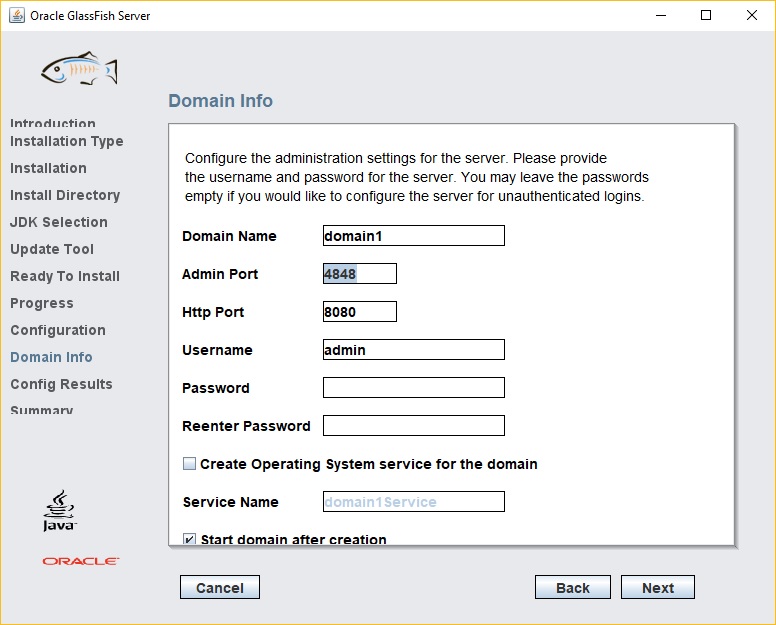 Oracle GlassFish Server
Domain Info
Introduction
Installation Type
Installation
Install Directory
JDK Selection
Update Tool
Ready To Install
Progress
Configuration
Domain Info
Config Results
Summary
Configure the administration settings for the server. Please provide
the username and password for the server. You may leave the passwords
empty if you would like to configure the server for unauthenticated logins.
Domain Name domain1
Admin Port 4848
Http Port 8080
Username admin
Password
Reenter Password
Create Operating System service for the domain
Service Name domain1Service
Start domain after creation
Java
ORACLE
Cancel Back Next